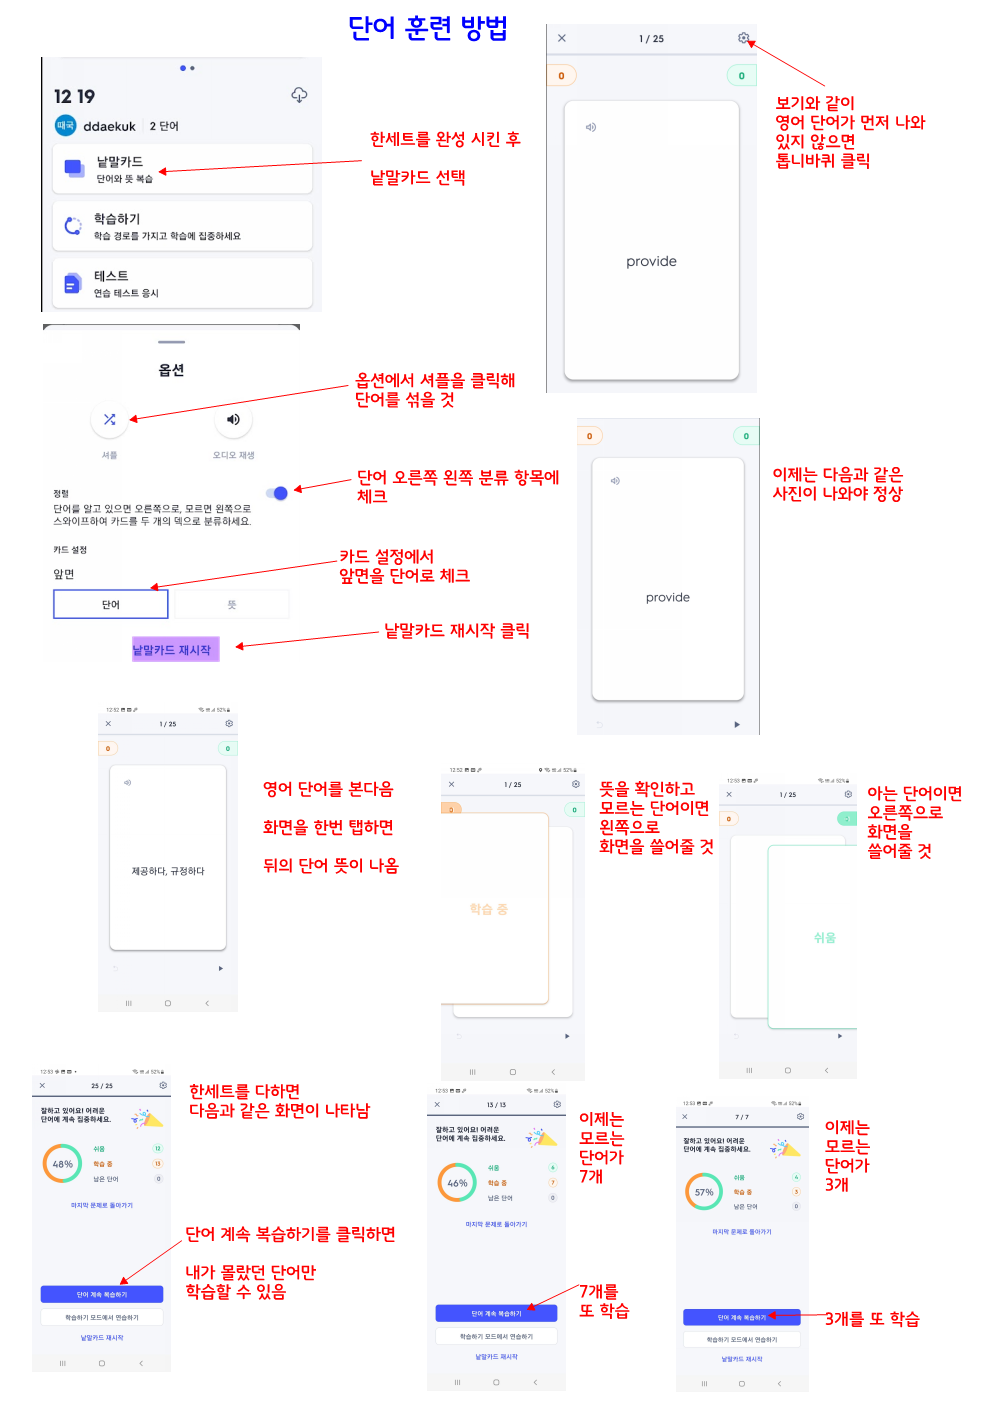 단어 훈련 방법
12 19
태국 ddaekuk 2 단어
낱말카드
단어와 뜻 복습
학습하기
학습 경로를 가지고 학습에 집중하세요
테스트
연습 테스트 응시
한세트를 완성 시킨 후
낱말카드 선택
1 / 25
0
0
provide
보기와 같이
영어 단어가 먼저 나와
있지 않으면
톱니바퀴 클릭
옵션
셔플
오디오 재생
정렬
단어를 알고 있으면 오른쪽으로, 모르면 왼쪽으로
스와이프하여 카드를 두 개의 덱으로 분류하세요.
카드 설정
앞면
단어
뜻
낱말카드 재시작
옵션에서 셔플을 클릭해
단어를 섞을 것
단어 오른쪽 왼쪽 분류 항목에
체크
카드 설정에서
앞면을 단어로 체크
낱말카드 재시작 클릭
0
0
provide
이제는 다음과 같은
사진이 나와야 정상
12:52 52%
1 / 25
0
0
제공하다, 규정하다
영어 단어를 본다음
화면을 한번 탭하면
뒤의 단어 뜻이 나옴
12:52 52%
1 / 25
0
0
학습 중
뜻을 확인하고
모르는 단어이면
왼쪽으로
화면을 쓸어줄 것
12:53 52%
1 / 25
0
쉬움
아는 단어이면
오른쪽으로
화면을
쓸어줄 것
12:53 52%
25 / 25
잘하고 있어요! 어려운
단어에 계속 집중하세요.
48%
쉬움 12
학습 중 13
남은 단어 0
마지막 문제로 돌아가기
단어 계속 복습하기
학습하기 모드에서 연습하기
낱말카드 재시작
한세트를 다하면
다음과 같은 화면이 나타남
단어 계속 복습하기를 클릭하면
내가 몰랐던 단어만
학습할 수 있음
12:53 52%
13 / 13
잘하고 있어요! 어려운
단어에 계속 집중하세요.
46%
쉬움 6
학습 중 7
남은 단어 0
마지막 문제로 돌아가기
단어 계속 복습하기
학습하기 모드에서 연습하기
낱말카드 재시작
이제는
모르는
단어가
7개
7개를
또 학습
12:53 52%
7 / 7
잘하고 있어요! 어려운
단어에 계속 집중하세요.
57%
쉬움 4
학습 중 3
남은 단어 0
마지막 문제로 돌아가기
단어 계속 복습하기
학습하기 모드에서 연습하기
낱말카드 재시작
이제는
모르는
단어가
3개
3개를 또 학습